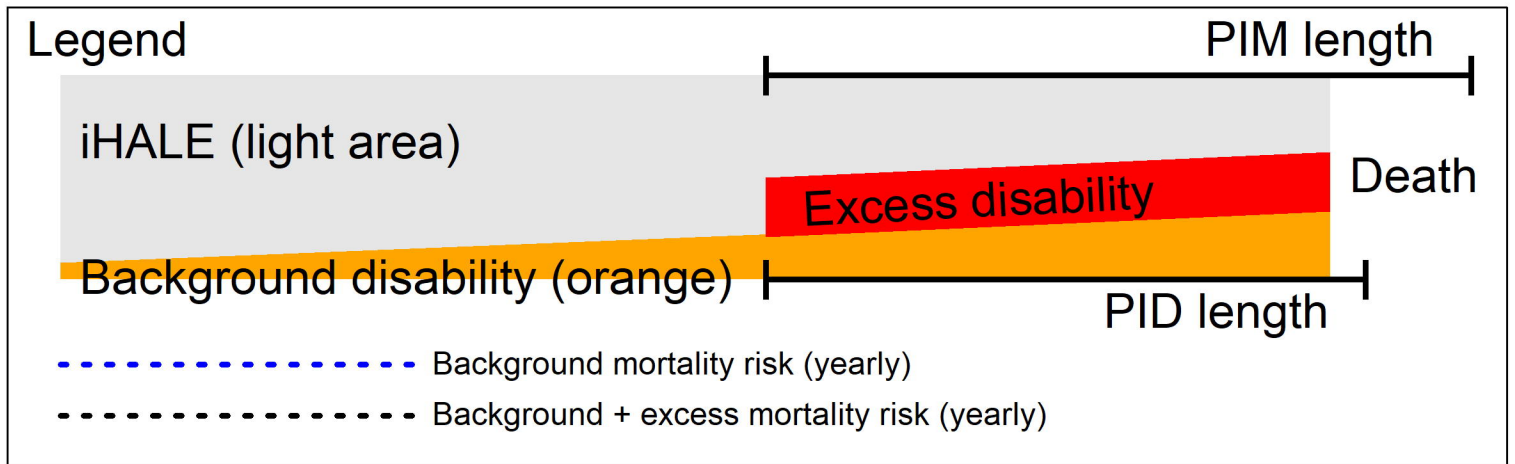 Legend
PIM length
iHALE (light area)
Excess disability
Death
Background disability (orange)
PID length
Background mortality risk (yearly)
Background + excess mortality risk (yearly)